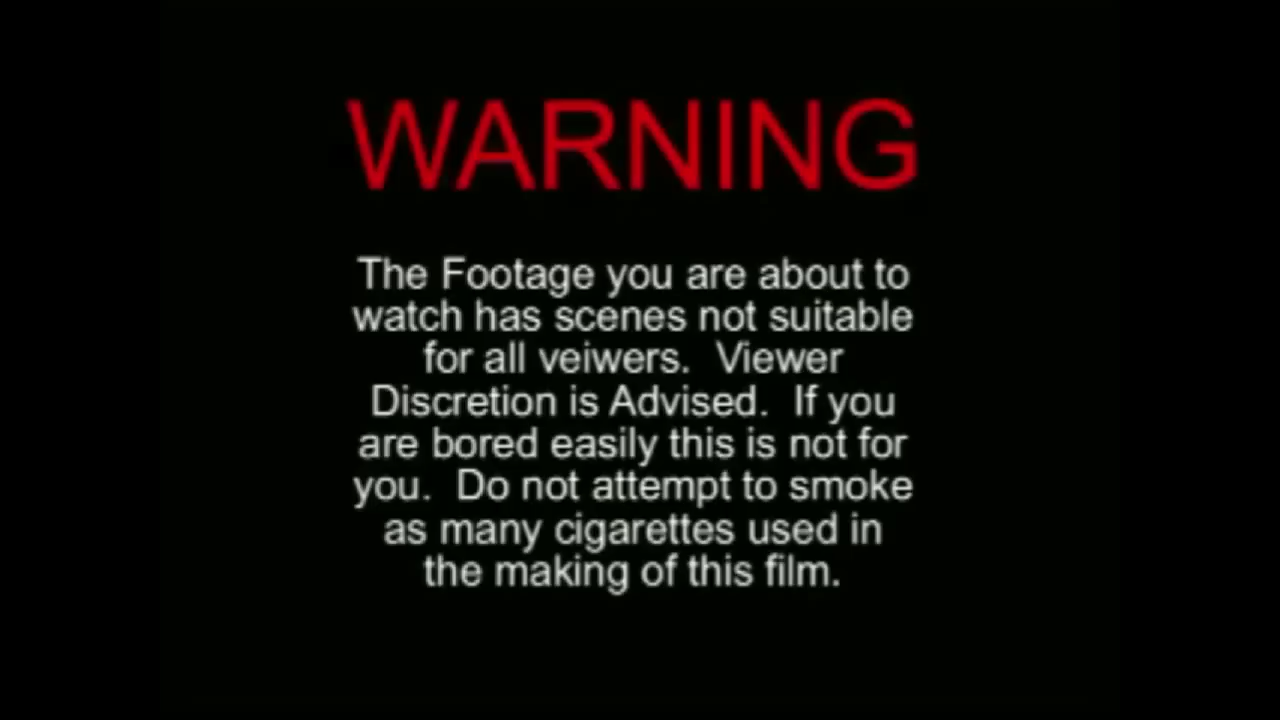 WARNING
The Footage you are about to
watch has scenes not suitable
for all veiwers.  Viewer
Discretion is Advised.  If you
are bored easily this is not for
you.  Do not attempt to smoke
as many cigarettes used in
the making of this film.